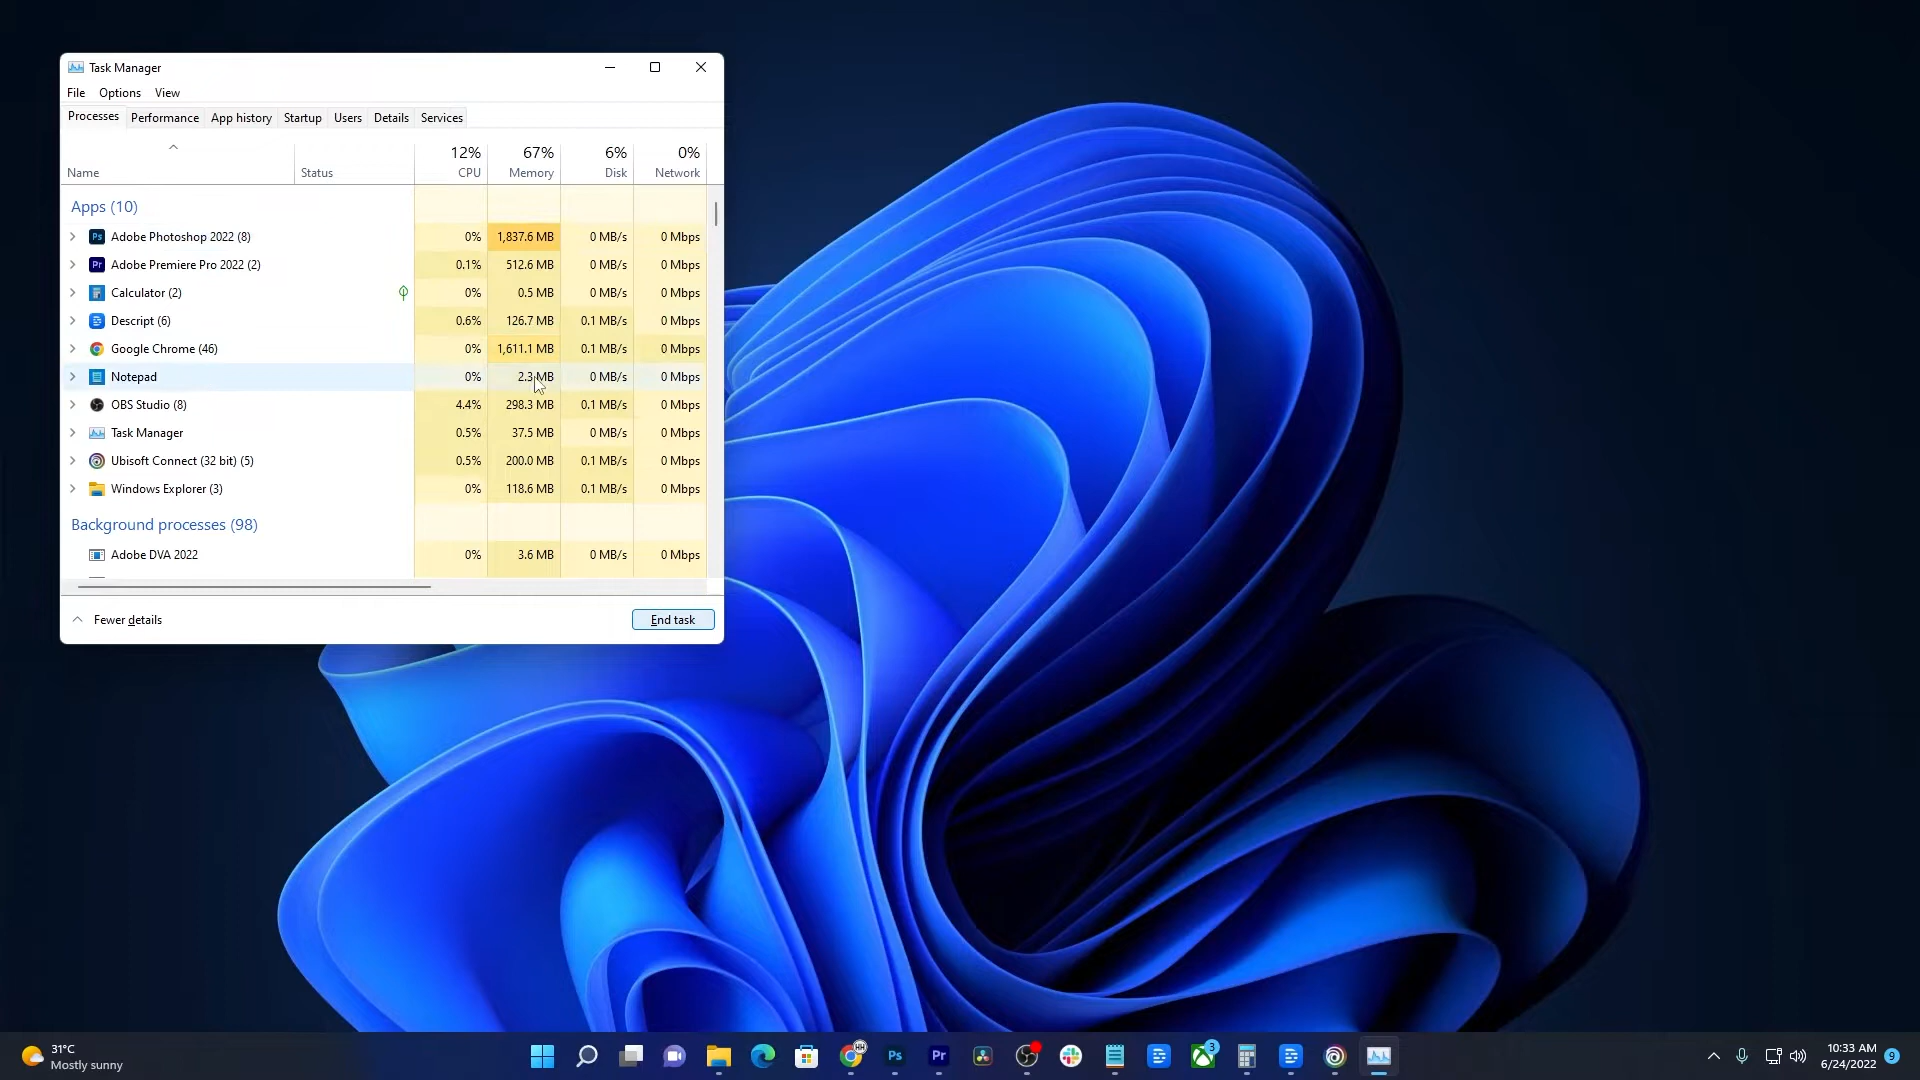 Task Manager
File Options View
Processes Performance App history Startup Users Details Services
12% 67% 6% 0%
Name Status CPU Memory Disk Network
Apps (10)
Adobe Photoshop 2022 (8) 0% 1,837.6 MB 0 MB/s 0 Mbps
Adobe Premiere Pro 2022 (2) 0.1% 512.6 MB 0 MB/s 0 Mbps
Calculator (2) 0% 0.5 MB 0 MB/s 0 Mbps
Descript (6) 0.6% 126.7 MB 0.1 MB/s 0 Mbps
Google Chrome (46) 0% 1,611.1 MB 0.1 MB/s 0 Mbps
Notepad 0% 2.3 MB 0 MB/s 0 Mbps
OBS Studio (8) 4.4% 298.3 MB 0.1 MB/s 0 Mbps
Task Manager 0.5% 37.5 MB 0 MB/s 0 Mbps
Ubisoft Connect (32 bit) (5) 0.5% 200.0 MB 0.1 MB/s 0 Mbps
Windows Explorer (3) 0% 118.6 MB 0.1 MB/s 0 Mbps
Background processes (98)
Adobe DVA 2022 0% 3.6 MB 0 MB/s 0 Mbps
Fewer details End task
31°C
Mostly sunny
HH
Ps
Pr
3
10:33 AM
6/24/2022
9